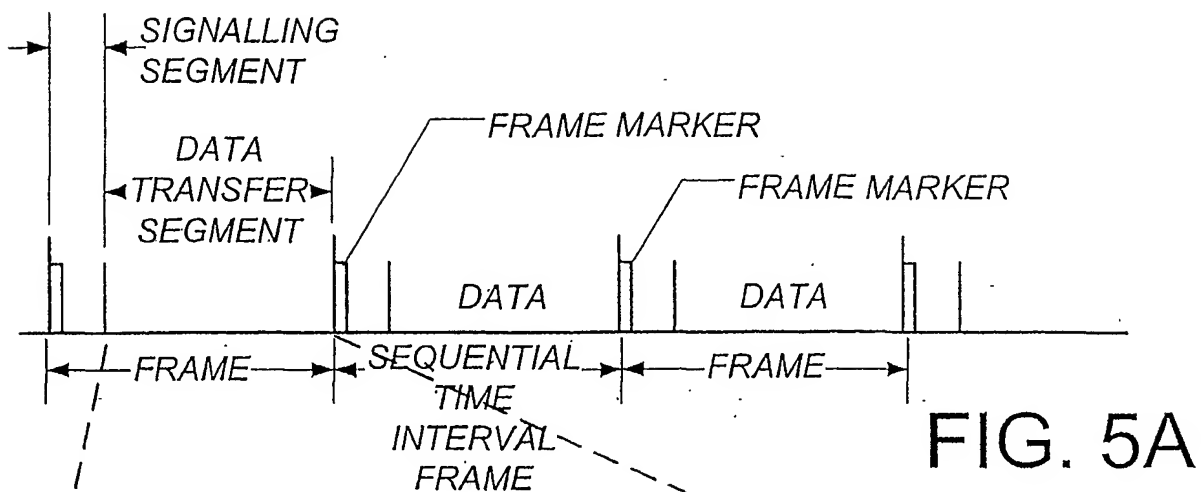 SIGNALLING
SEGMENT
FRAME MARKER
DATA
TRANSFER
SEGMENT
FRAME MARKER
DATA
DATA
FRAME
SEQUENTIAL
TIME
INTERVAL
FRAME
FRAME
FIG. 5A